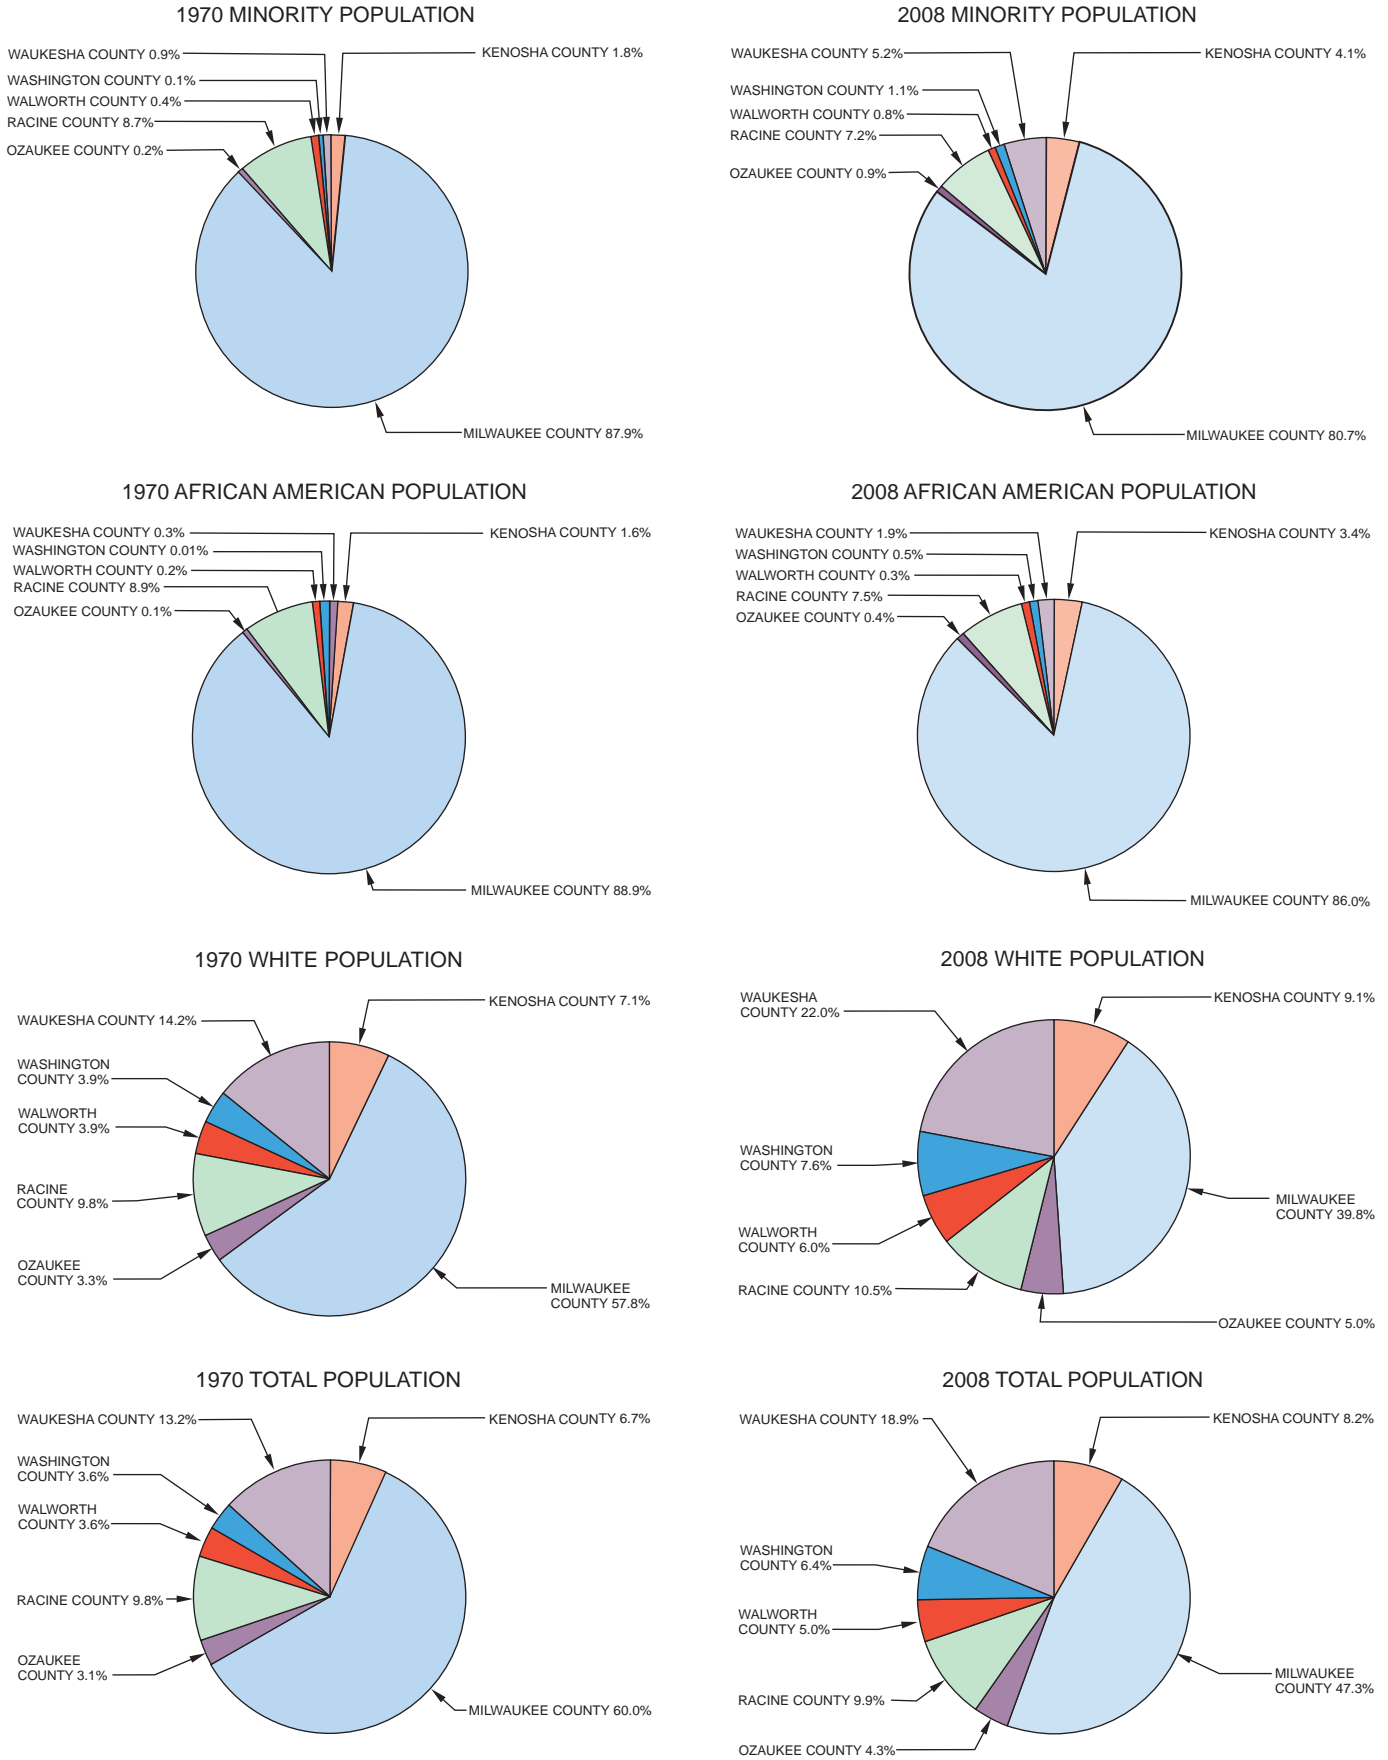 1970 MINORITY POPULATION
WAUKESHA COUNTY 0.9%
KENOSHA COUNTY 1.8%
WASHINGTON COUNTY 0.1%
WALWORTH COUNTY 0.4%
RACINE COUNTY 8.7%
OZAUKEE COUNTY 0.2%
MILWAUKEE COUNTY 87.9%
2008 MINORITY POPULATION
WAUKESHA COUNTY 5.2%
KENOSHA COUNTY 4.1%
WASHINGTON COUNTY 1.1%
WALWORTH COUNTY 0.8%
RACINE COUNTY 7.2%
OZAUKEE COUNTY 0.9%
MILWAUKEE COUNTY 80.7%
1970 AFRICAN AMERICAN POPULATION
WAUKESHA COUNTY 0.3%
KENOSHA COUNTY 1.6%
WASHINGTON COUNTY 0.01%
WALWORTH COUNTY 0.2%
RACINE COUNTY 8.9%
OZAUKEE COUNTY 0.1%
MILWAUKEE COUNTY 88.9%
2008 AFRICAN AMERICAN POPULATION
WAUKESHA COUNTY 1.9%
KENOSHA COUNTY 3.4%
WASHINGTON COUNTY 0.5%
WALWORTH COUNTY 0.3%
RACINE COUNTY 7.5%
OZAUKEE COUNTY 0.4%
MILWAUKEE COUNTY 86.0%
1970 WHITE POPULATION
KENOSHA COUNTY 7.1%
WAUKESHA COUNTY 14.2%
WASHINGTON
COUNTY 3.9%
WALWORTH
COUNTY 3.9%
RACINE
COUNTY 9.8%
OZAUKEE
COUNTY 3.3%
MILWAUKEE
COUNTY 57.8%
2008 WHITE POPULATION
WAUKESHA
COUNTY 22.0%
KENOSHA COUNTY 9.1%
WASHINGTON
COUNTY 7.6%
MILWAUKEE
COUNTY 39.8%
WALWORTH
COUNTY 6.0%
RACINE COUNTY 10.5%
OZAUKEE COUNTY 5.0%
1970 TOTAL POPULATION
WAUKESHA COUNTY 13.2%
KENOSHA COUNTY 6.7%
WASHINGTON
COUNTY 3.6%
WALWORTH
COUNTY 3.6%
RACINE COUNTY 9.8%
OZAUKEE
COUNTY 3.1%
MILWAUKEE COUNTY 60.0%
2008 TOTAL POPULATION
WAUKESHA COUNTY 18.9%
KENOSHA COUNTY 8.2%
WASHINGTON
COUNTY 6.4%
WALWORTH
COUNTY 5.0%
MILWAUKEE
COUNTY 47.3%
RACINE COUNTY 9.9%
OZAUKEE COUNTY 4.3%